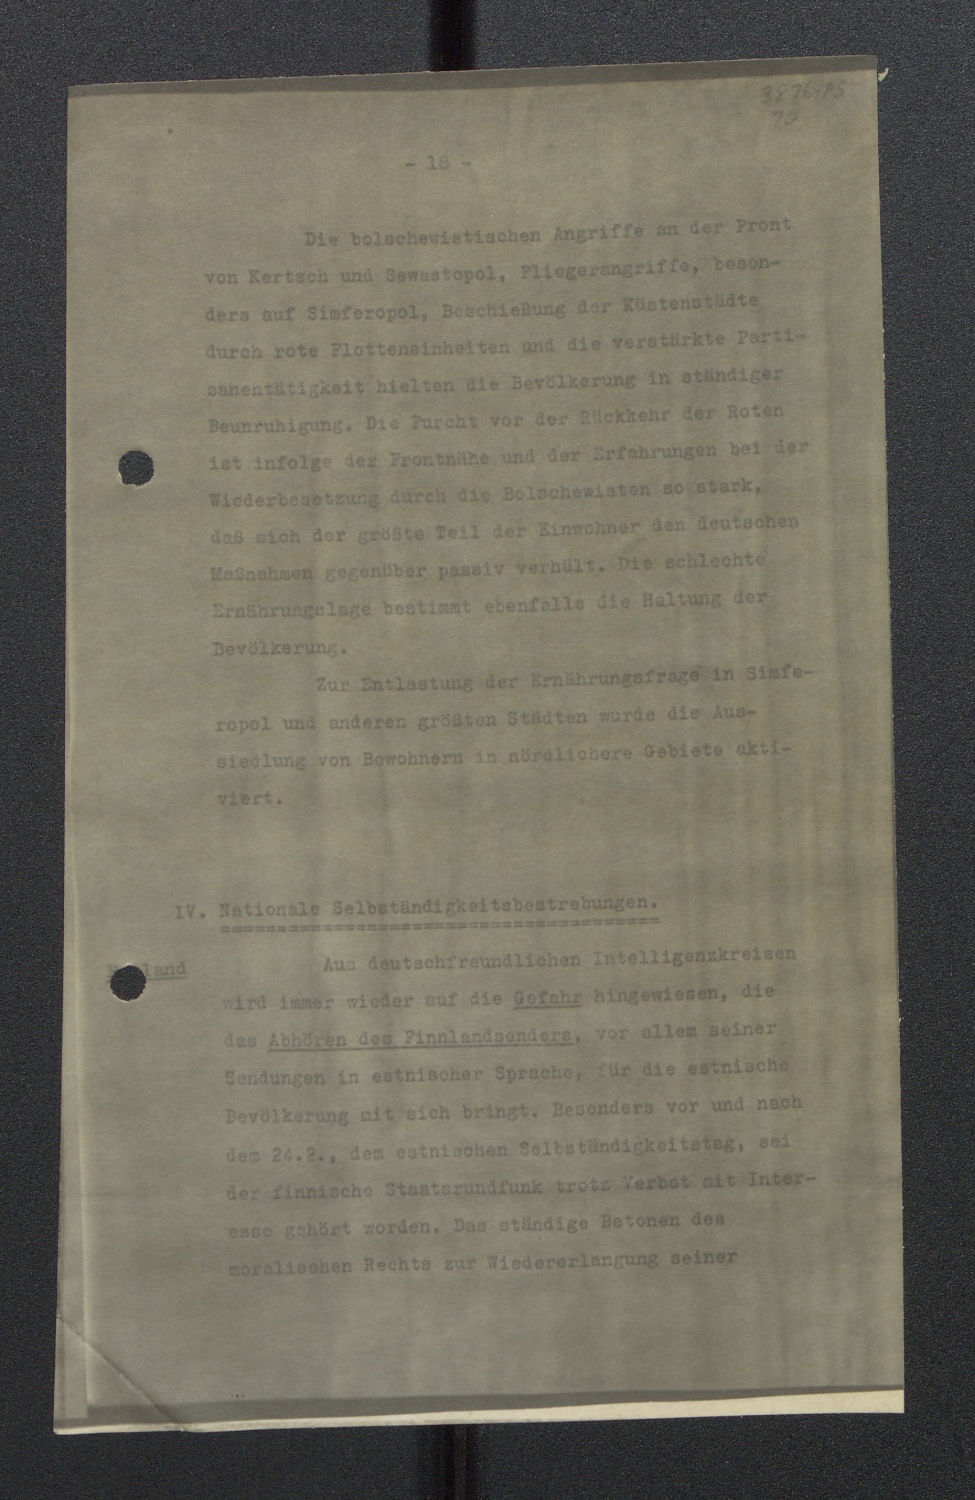 3876-PS
70
- 18 -
Die bolschewistischen Angriffe an der Front
von Kertsch und Sewastopol, Fliegerangriffe, beson-
ders auf Simferopol, Beschießung der Küstenstädte
durch rote Flotteneinheiten und die verstärkte Parti-
sanentätigkeit hielten die Bevölkerung in ständiger
Beunruhigung. Die Furcht vor der Rückkehr der Roten
ist infolge der Frontnähe und der Erfahrungen bei der
Wiederbesetzung durch die Bolschewisten so stark,
daß sich der größte Teil der Einwohner den deutschen
Maßnahmen gegenüber passiv verhält. Die schlechte
Ernährungslage bestimmt ebenfalls die Haltung der
Bevölkerung.
Zur Entlastung der Ernährungsfrage in Simfe-
ropol und anderen größten Städten wurde die Aus-
siedlung von Bewohnern in nördlichere Gebiete akti-
viert.
IV. Nationale Selbständigkeitsbestrebungen.
land
Aus deutschfreundlichen Intelligenzkreisen
wird immer wieder auf die Gefahr hingewiesen, die
das Abhören des Finnlandsenders, vor allem seiner
Sendungen in estnischer Sprache, für die estnische
Bevölkerung mit sich bringt. Besonders vor und nach
dem 24.2., dem estnischen Selbständigkeitstag, sei
der finnische Staatsrundfunk trotz Verbot mit Inter-
esse gehört worden. Das ständige Betonen des
moralischen Rechts zur Wiedererlangung seiner